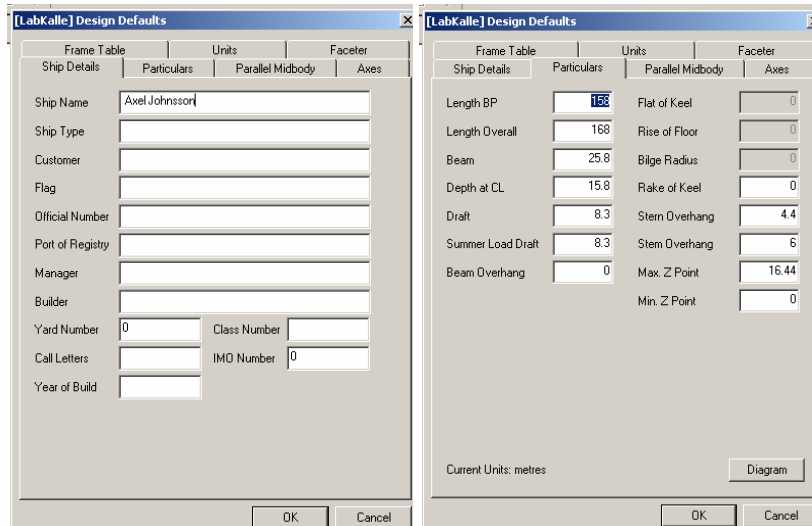 [LabKalle] Design Defaults
Frame Table Units Faceter
Ship Details Particulars Parallel Midbody Axes
Ship Name Axel Johnsson
Ship Type
Customer
Flag
Official Number
Port of Registry
Manager
Builder
Yard Number 0 Class Number
Call Letters IMO Number 0
Year of Build
OK Cancel
[LabKalle] Design Defaults
Frame Table Units Faceter
Ship Details Particulars Parallel Midbody Axes
Length BP 158 Flat of Keel 0
Length Overall 168 Rise of Floor 0
Beam 25.8 Bilge Radius 0
Depth at CL 15.8 Rake of Keel 0
Draft 8.3 Stern Overhang 4.4
Summer Load Draft 8.3 Stem Overhang 6
Beam Overhang 0 Max. Z Point 16.44
Min. Z Point 0
Current Units: metres Diagram
OK Cancel